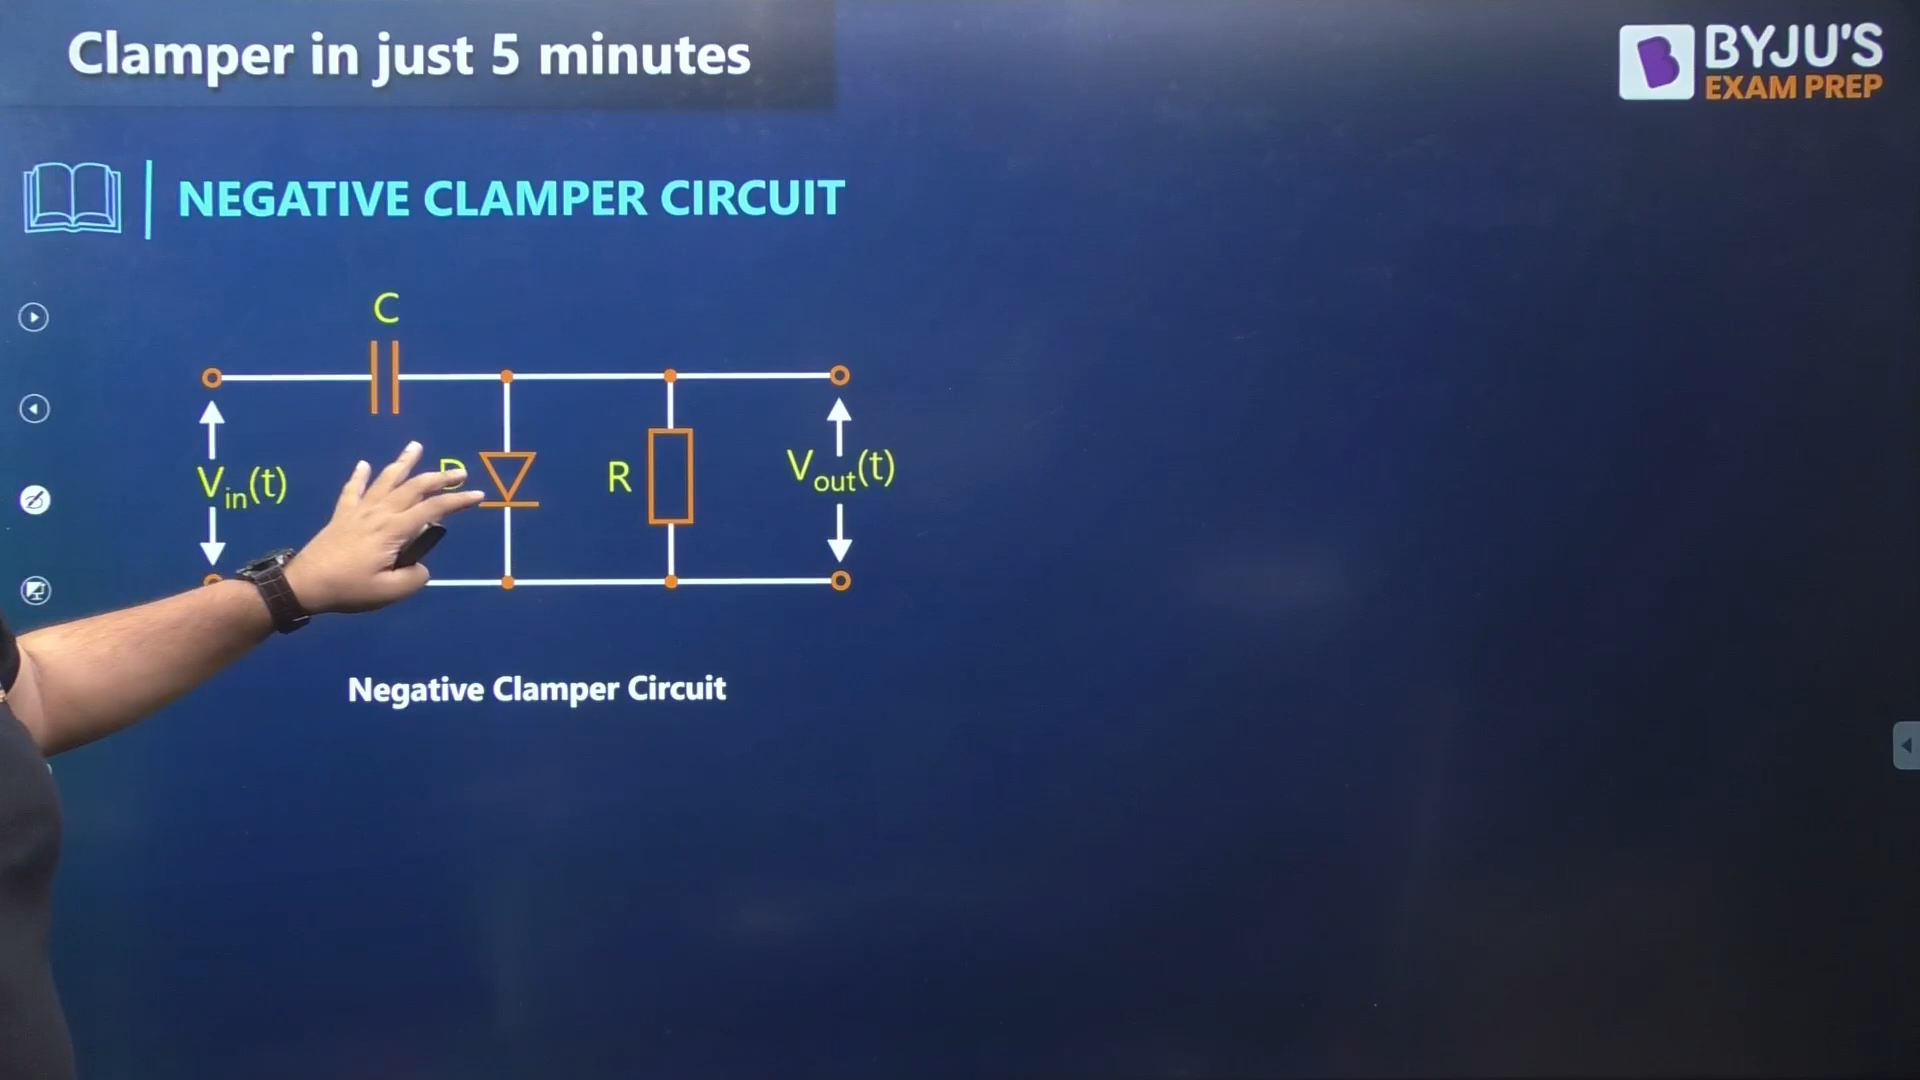 Clamper in just 5 minutes
BYJU'S
EXAM PREP
NEGATIVE CLAMPER CIRCUIT
C
Vin(t)
D
R
Vout(t)
Negative Clamper Circuit